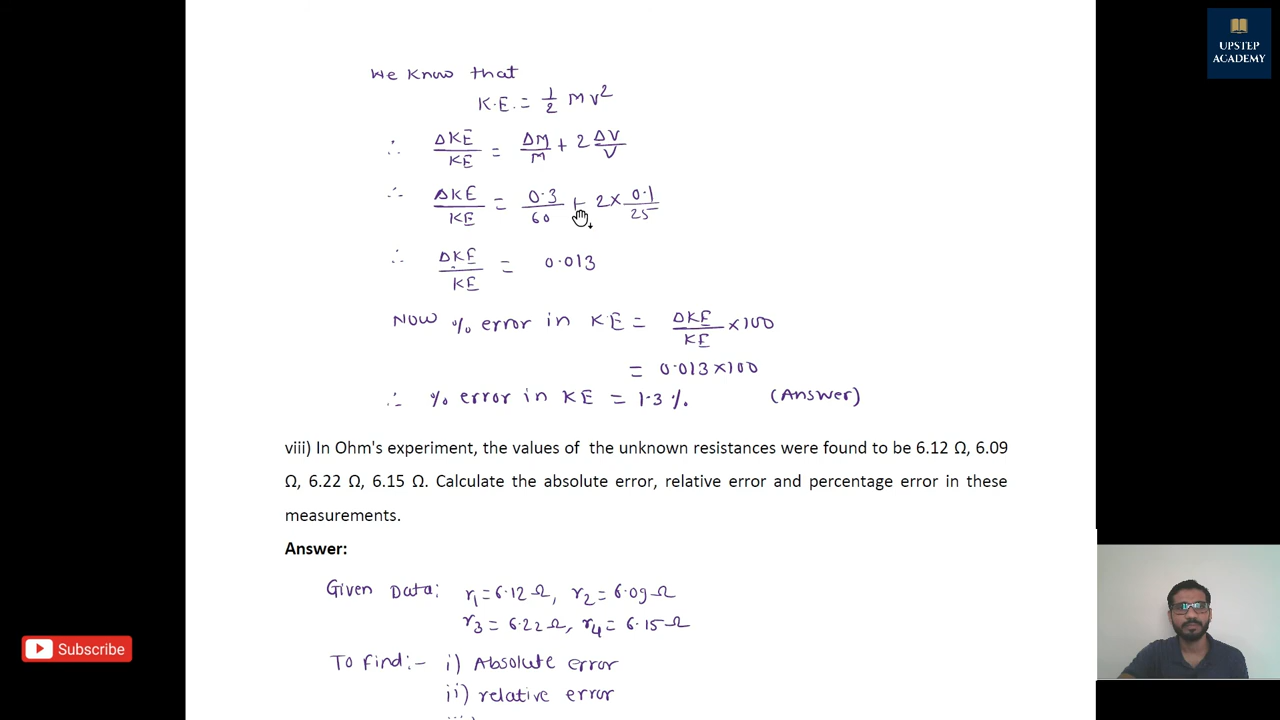 UPSTEP
ACADEMY
We know that
K.E. = 1/2 M V²
∴ ΔKE/KE = ΔM/M + 2 ΔV/V
∴ ΔKE/KE = 0.3/60 + 2 × 0.1/25
∴ ΔKE/KE = 0.013
Now % error in KE = ΔKE/KE × 100
= 0.013 × 100
∴ % error in KE = 1.3 % (Answer)
viii) In Ohm's experiment, the values of the unknown resistances were found to be 6.12 Ω, 6.09
Ω, 6.22 Ω, 6.15 Ω. Calculate the absolute error, relative error and percentage error in these
measurements.
Answer:
Given Data: r₁ = 6.12 Ω, r₂ = 6.09 Ω
r₃ = 6.22 Ω, r₄ = 6.15 Ω
Subscribe
To find:- i) Absolute error
ii) relative error